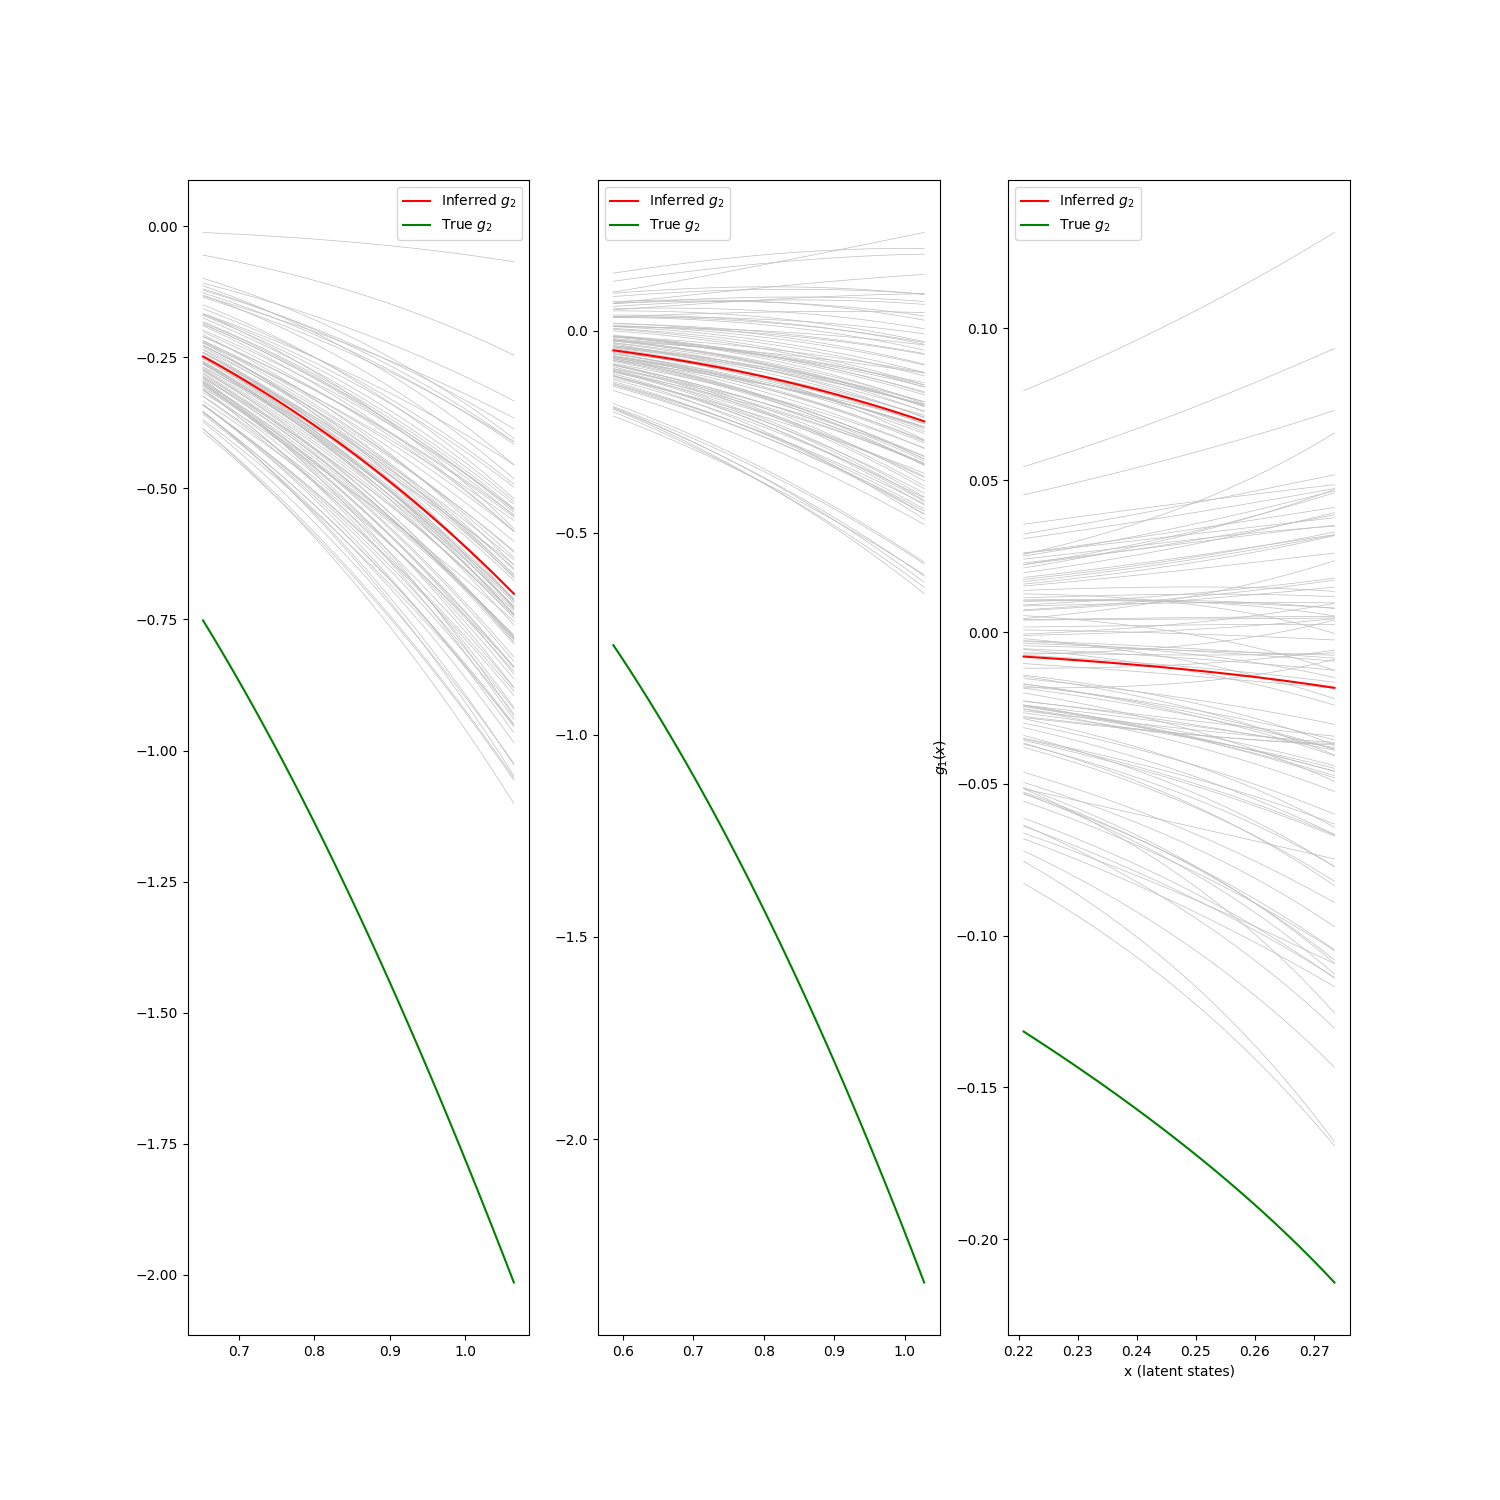 Inferred g₂
True g₂
0.00
−0.25
−0.50
−0.75
−1.00
−1.25
−1.50
−1.75
−2.00
0.7 0.8 0.9 1.0
Inferred g₂
True g₂
0.0
−0.5
−1.0
−1.5
−2.0
0.6 0.7 0.8 0.9 1.0
g₁(x)
Inferred g₂
True g₂
0.10
0.05
0.00
−0.05
−0.10
−0.15
−0.20
0.22 0.23 0.24 0.25 0.26 0.27
x (latent states)